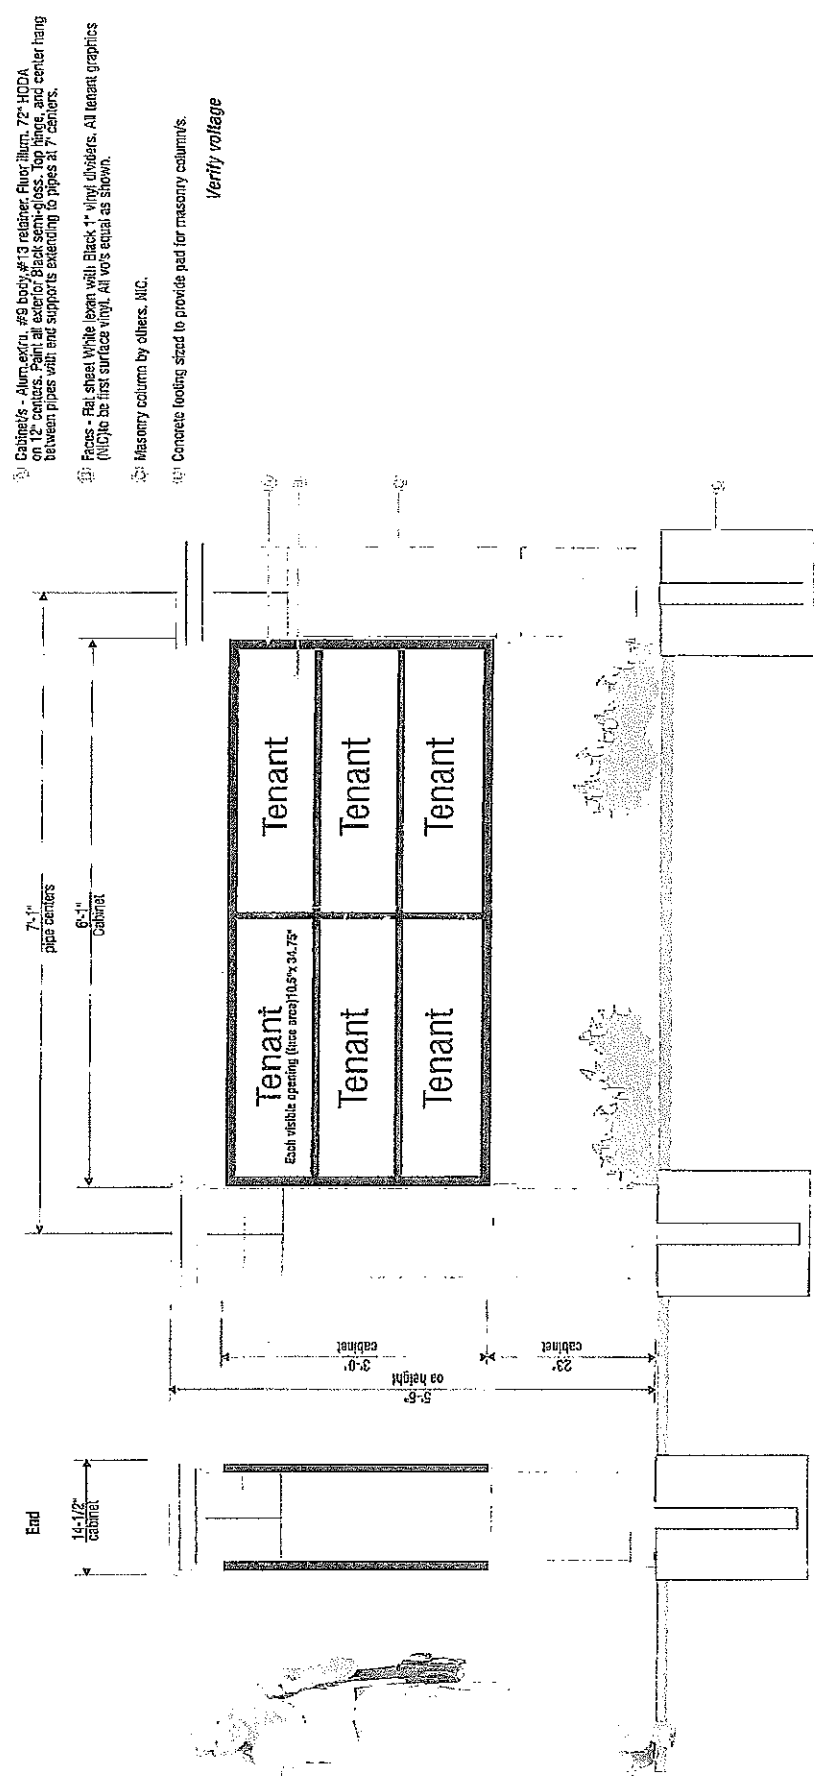 Cabinet/s - Alum.extru. #9 body,#13 retainer. Fluor illum. 72" HODA
on 12" centers. Paint all exterior Black semi-gloss. Top hinge, and center hang
between pipes with end supports extending to pipes at 7' centers.
Faces - Flat sheet White lexan with Black 1" vinyl dividers. All tenant graphics
(NIC)to be first surface vinyl. All vo's equal as shown.
Masonry column by others, NIC.
Concrete footing sized to provide pad for masonry column/s.
Verify voltage
7'-1"
pipe centers
6'-1"
Cabinet
End
14-1/2"
cabinet
5'-6"
oa height
3'-0"
cabinet
23"
cabinet
Tenant
Each visible opening (face area)10.5"x 34.75"
Tenant
Tenant
Tenant
Tenant
Tenant